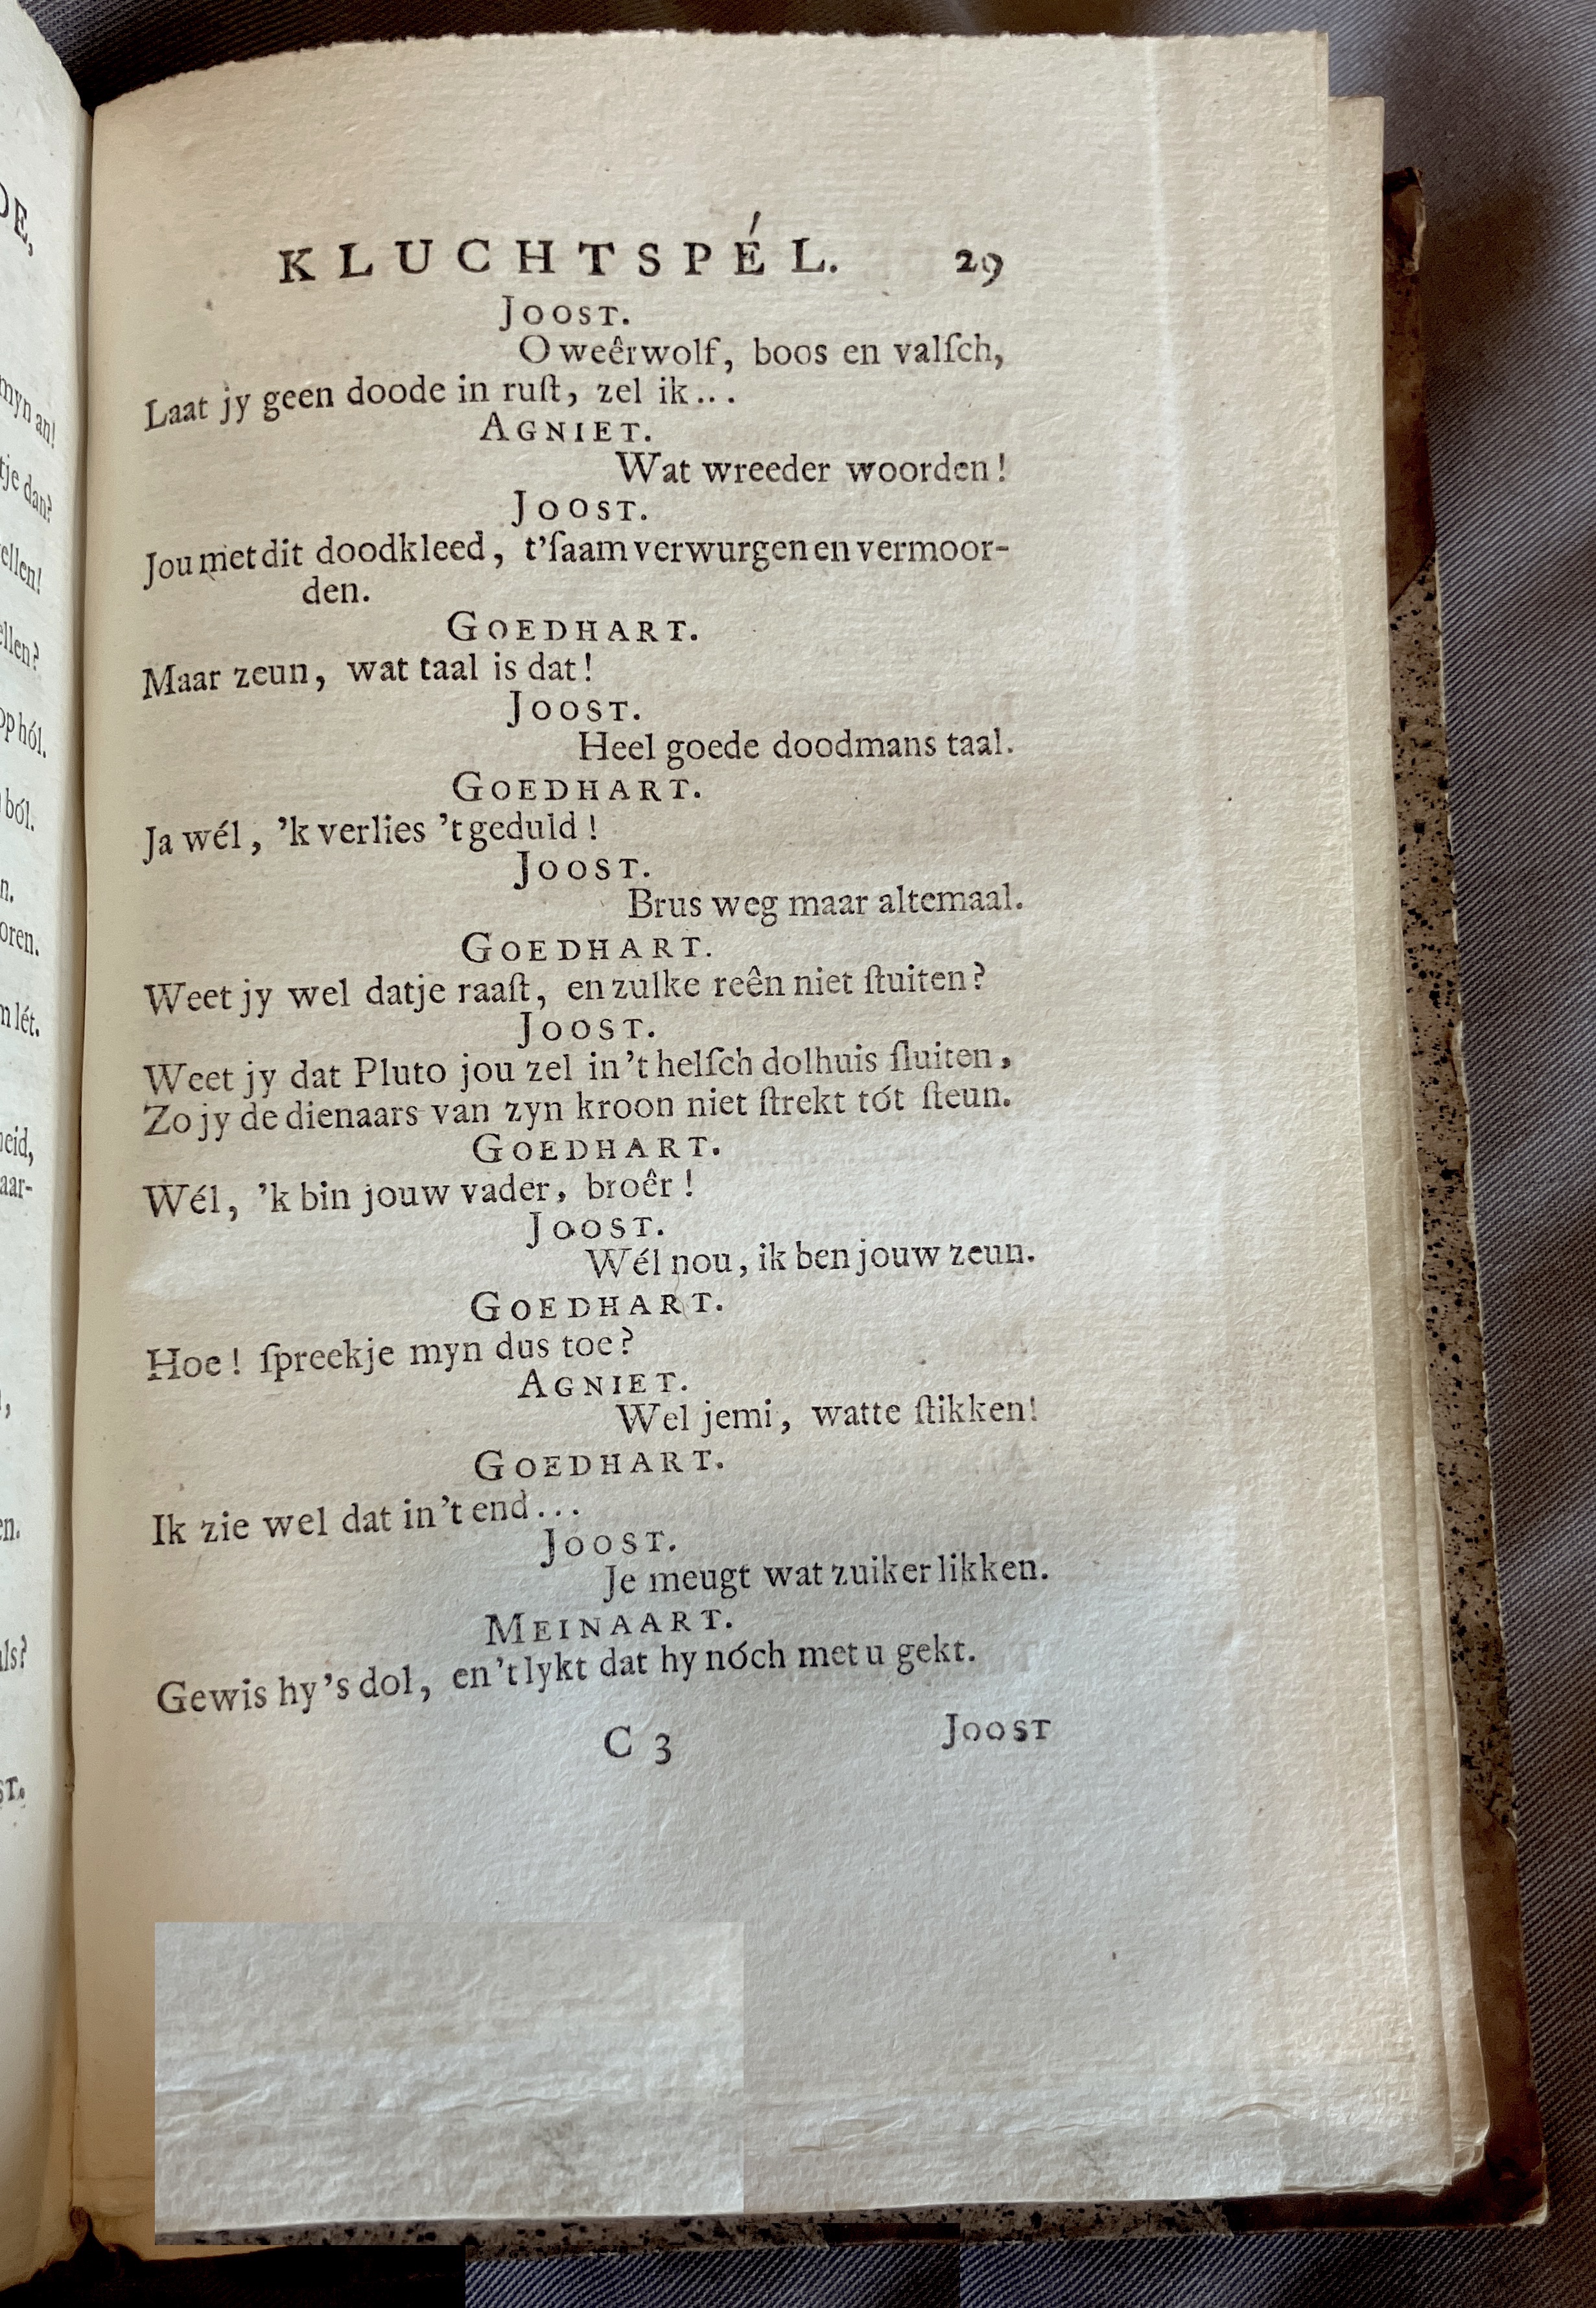 KLUCHTSPÉL. 29
JOOST.
O weêrwolf, boos en valſch,
Laat jy geen doode in ruſt, zel ik...
AGNIET.
Wat wreeder woorden!
JOOST.
Jou met dit doodkleed, t'ſaam verwurgen en vermoor-
den.
GOEDHART.
Maar zeun, wat taal is dat!
JOOST.
Heel goede doodmans taal.
GOEDHART.
Ja wél, 'k verlies 't geduld!
JOOST.
Brus weg maar altemaal.
GOEDHART.
Weet jy wel datje raaſt, en zulke reên niet ſtuiten?
JOOST.
Weet jy dat Pluto jou zel in 't helſch dolhuis ſluiten,
Zo jy de dienaars van zyn kroon niet ſtrekt tót ſteun.
GOEDHART.
Wél, 'k bin jouw vader, broêr!
JOOST.
Wél nou, ik ben jouw zeun.
GOEDHART.
Hoe! ſpreekje myn dus toe?
AGNIET.
Wel jemi, watte ſtikken!
GOEDHART.
Ik zie wel dat in 't end...
JOOST.
Je meugt wat zuiker likken.
MEINAART.
Gewis hy 's dol, en 't lykt dat hy nóch met u gekt.
C 3 JOOST